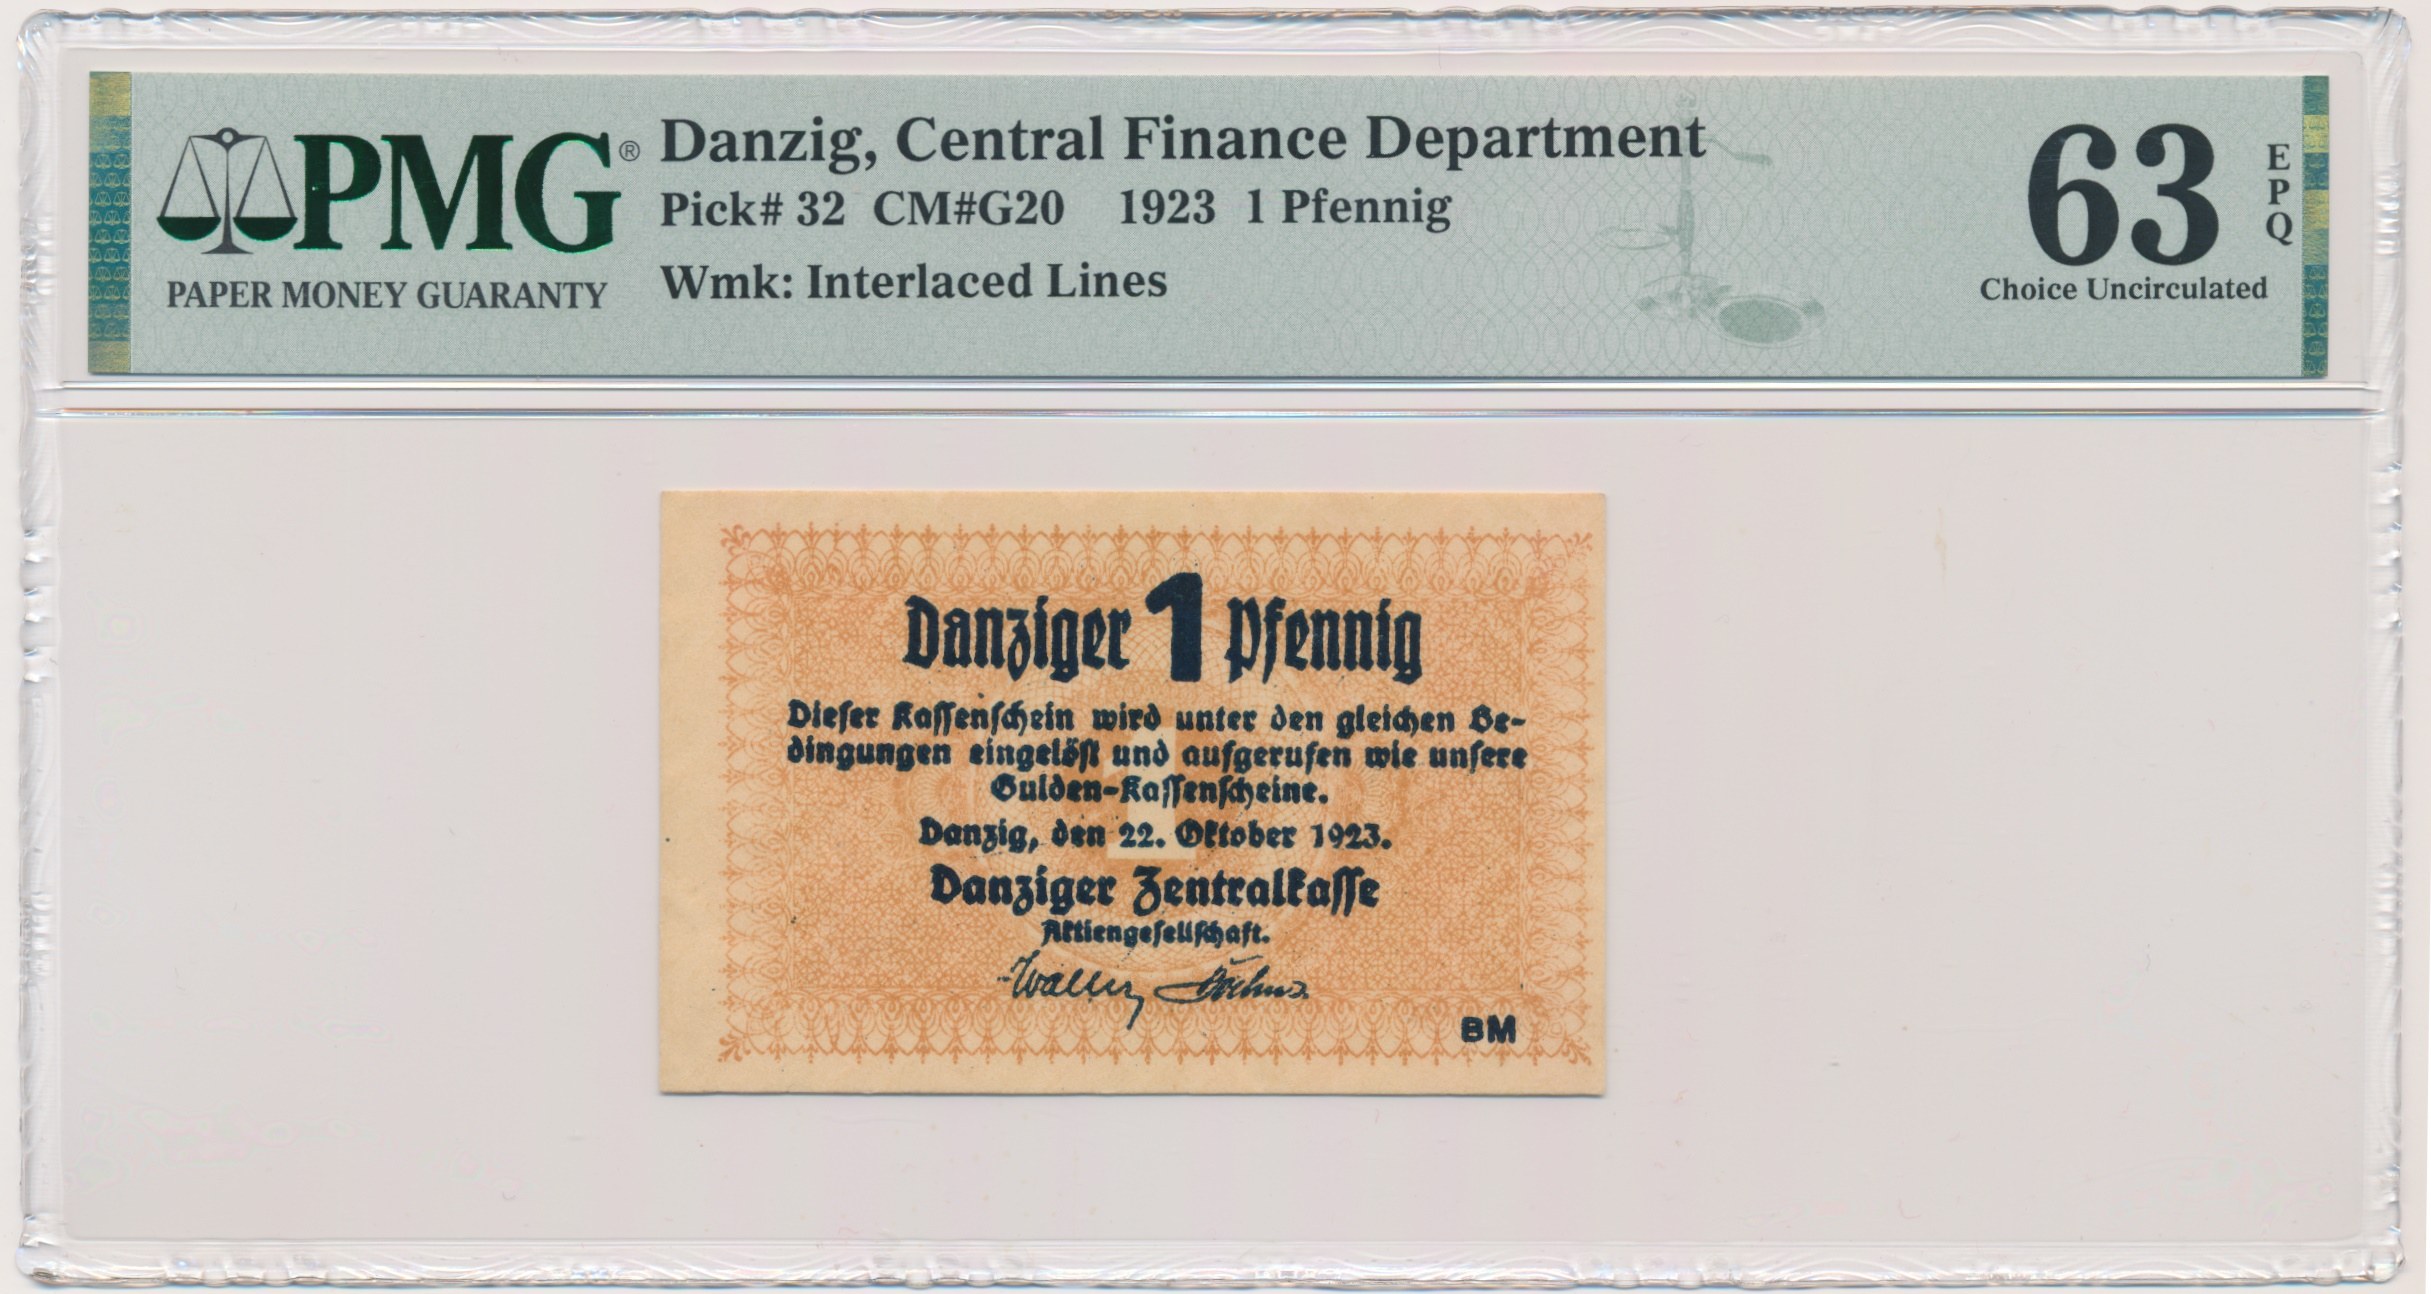 PMG®
PAPER MONEY GUARANTY
Danzig, Central Finance Department
Pick# 32 CM#G20 1923 1 Pfennig
Wmk: Interlaced Lines
63
EPQ
Choice Uncirculated
Danziger 1 Pfennig
Dieser Kassenschein wird unter den gleichen Be-
dingungen eingelöst und aufgerufen wie unsere
Gulden-Kassenscheine.
Danzig, den 22. Oktober 1923.
Danziger Zentralkasse
Aktiengesellschaft.
BM